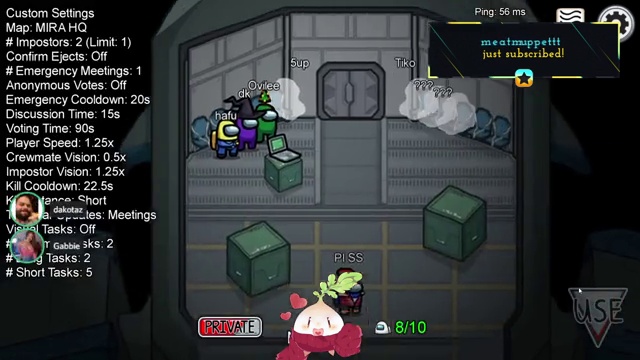 Custom Settings
Map: MIRA HQ
# Impostors: 2 (Limit: 1)
Confirm Ejects: Off
# Emergency Meetings: 1
Anonymous Votes: Off
Emergency Cooldown: 20s
Discussion Time: 15s
Voting Time: 90s
Player Speed: 1.25x
Crewmate Vision: 0.5x
Impostor Vision: 1.25x
Kill Cooldown: 22.5s
Short
dakotaz
Meetings
Visual Tasks: Off
Gabbie
2
2
# Short Tasks: 5
Ping: 56 ms
meatmuppettt
just subscribed!
5up
Tiko
Ovilee
dk
???
???
hafu
PI SS
PRIVATE
8/10
USE